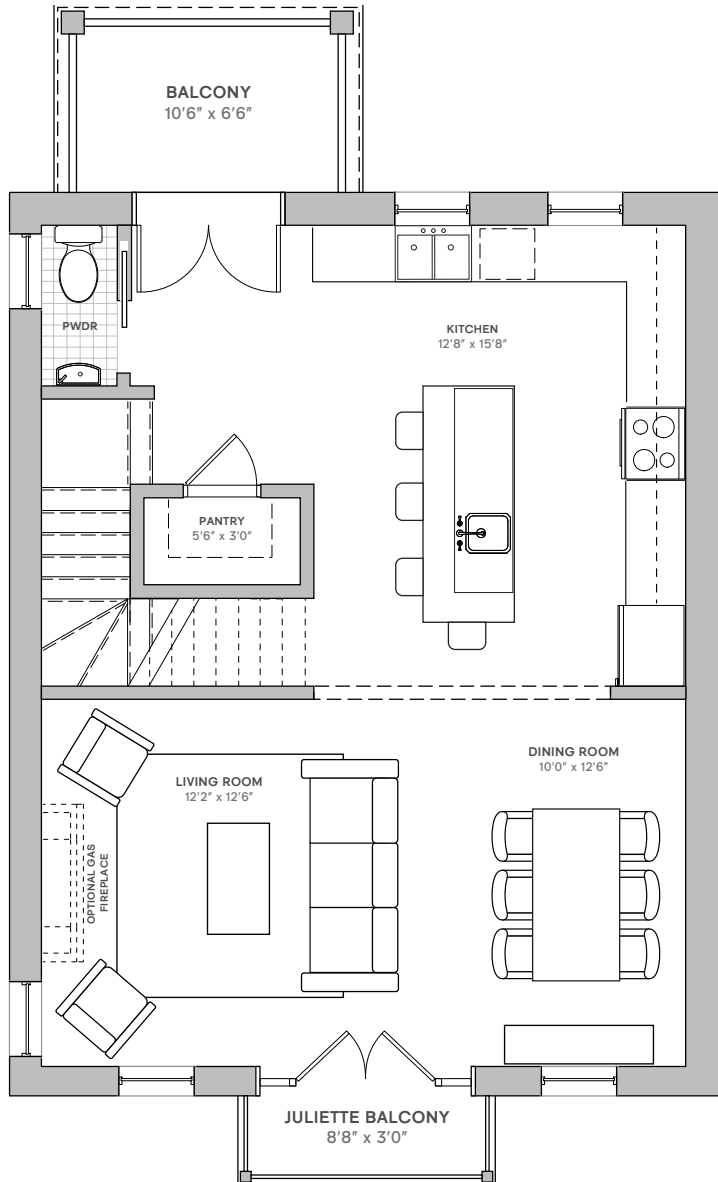 BALCONY
10'6" x 6'6"
PWDR
KITCHEN
12'8" x 15'8"
PANTRY
5'6" x 3'0"
DINING ROOM
10'0" x 12'6"
LIVING ROOM
12'2" x 12'6"
OPTIONAL GAS
FIREPLACE
JULIETTE BALCONY
8'8" x 3'0"